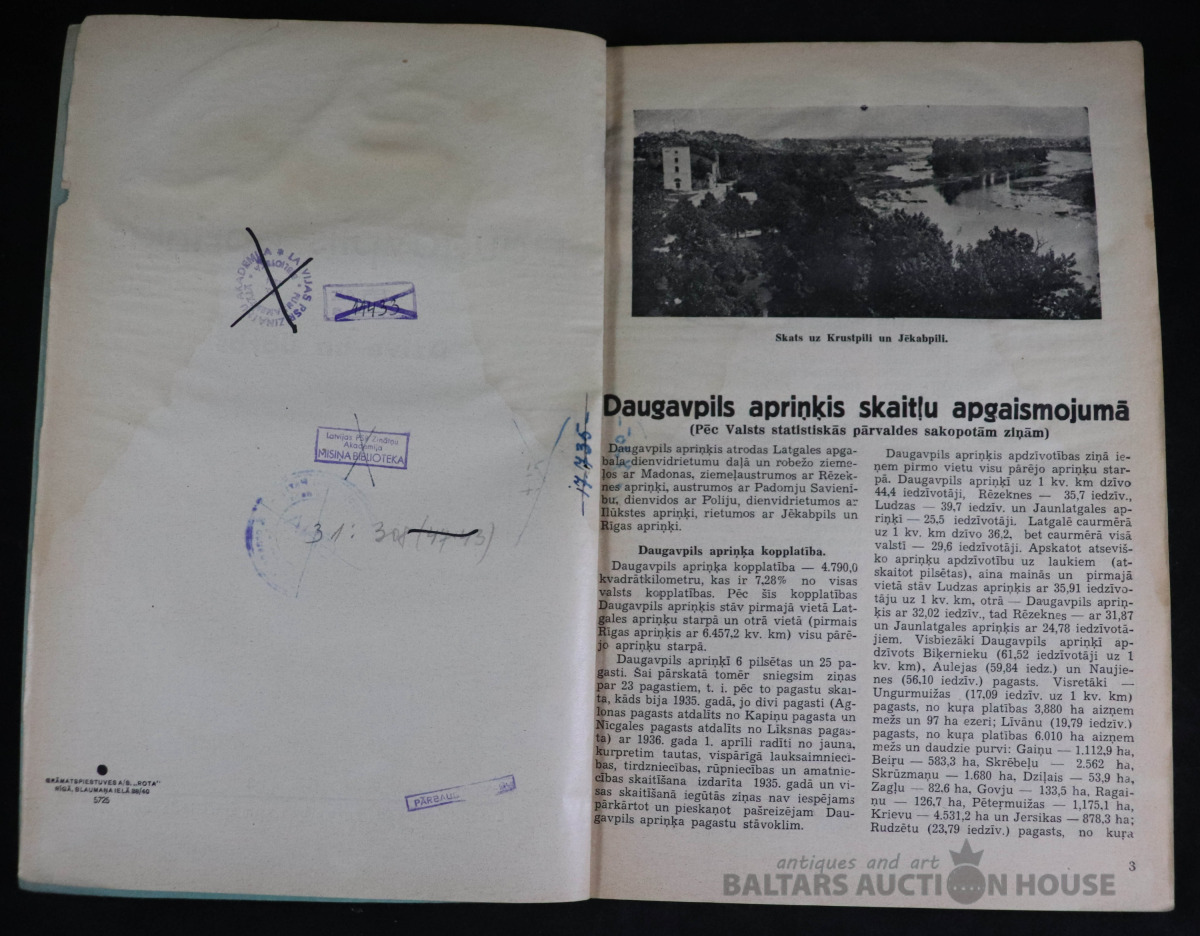 LATVIJAS PSR ZINĀTŅU AKADEMIJA
Latvijas PSR Zinātņu
Akadēmija
MISIŅA BIBLIOTEKA
31: 308(47.43)
ISKĀMATSPIESTUVES A/S. „ROTA"
RĪGĀ, BLAUMAŅA IELĀ 38/40
5725
PĀRBAUD.
17.735
Skats uz Krustpili un Jēkabpili.
Daugavpils apriņķis skaitļu apgaismojumā
(Pēc Valsts statistiskās pārvaldes sakopotām ziņām)
Daugavpils apriņķis atrodas Latgales apga-
bala dienvidrietumu daļā un robežo zieme-
ļos ar Madonas, ziemeļaustrumos ar Rēzek-
nes apriņķi, austrumos ar Padomju Savieni-
bu, dienvidos ar Poliju, dienvidrietumos ar
Ilūkstes apriņķi, rietumos ar Jēkabpils un
Rīgas apriņķi.
Daugavpils apriņķa kopplatība.
Daugavpils apriņķa kopplatība — 4.790,0
kvadrātkilometru, kas ir 7,28% no visas
valsts kopplatības. Pēc šīs kopplatības
Daugavpils apriņķis stāv pirmajā vietā Lat-
gales apriņķu starpā un otrā vietā (pirmais
Rīgas apriņķis ar 6.457,2 kv. km) visu pārē-
jo apriņķu starpā.
Daugavpils apriņķī 6 pilsētas un 25 pa-
gasti. Šai pārskatā tomēr sniegsim ziņas
par 23 pagastiem, t. i. pēc to pagastu skai-
ta, kāds bija 1935. gadā, jo divi pagasti (Ag-
lonas pagasts atdalīts no Kapiņu pagasta un
Nīcgales pagasts atdalīts no Līksnas pagas-
ta) ar 1936. gada 1. aprīli radīti no jauna,
kurpretim tautas, vispārīgā lauksaimniecī-
bas, tirdzniecības, rūpniecības un amatnie-
cības skaitīšana izdarīta 1935. gadā un vi-
sas skaitīšanā iegūtās ziņas nav iespējams
pārkārtot un pieskaņot pašreizējam Dau-
gavpils apriņķa pagastu stāvoklim.
Daugavpils apriņķis apdzīvotības ziņā ie-
ņem pirmo vietu visu pārējo apriņķu star-
pā. Daugavpils apriņķī uz 1 kv. km dzīvo
44,4 iedzīvotāji, Rēzeknes — 35,7 iedzīv.,
Ludzas — 39,7 iedzīv. un Jaunlatgales ap-
riņķī — 25,5 iedzīvotāji. Latgalē caurmērā
uz 1 kv. km dzīvo 36,2, bet caurmērā visā
valstī — 29,6 iedzīvotāji. Apskatot atseviš-
ko apriņķu apdzīvotību uz laukiem (at-
skaitot pilsētas), aina mainās un pirmajā
vietā stāv Ludzas apriņķis ar 35,91 iedzīvo-
tāju uz 1 kv. km, otrā — Daugavpils apriņ-
ķis ar 32,02 iedzīv., tad Rēzeknes — ar 31,87
un Jaunlatgales apriņķis ar 24,78 iedzīvotā-
jiem. Visbiezāki Daugavpils apriņķī ap-
dzīvots Biķernieku (61,52 iedzīvotāji uz 1
kv. km), Aulejas (59,84 iedz.) un Naujie-
nes (56,10 iedzīv.) pagasts. Visretāki —
Ungurmuižas (17,09 iedzīv. uz 1 kv. km)
pagasts, no kuŗa platības 3,880 ha aizņem
mežs un 97 ha ezeri; Līvānu (19,79 iedzīv.)
pagasts, no kuŗa platības 6.010 ha aizņem
mežs un daudzie purvi: Gaiņu — 1.112,9 ha,
Beiŗu — 583,3 ha, Skrēbeļu — 2.562 ha,
Skrūzmaņu — 1.680 ha, Dziļais — 53,9 ha,
Zagļu — 82.6 ha, Govju — 133,5 ha, Ragai-
ņu — 126,7 ha, Pēteŗmuižas — 1,175.1 ha,
Krievu — 4.531,2 ha un Jersikas — 878,3 ha;
Rudzētu (23,79 iedzīv.) pagasts, no kuŗa
3
antiques and art
BALTARS AUCTION HOUSE